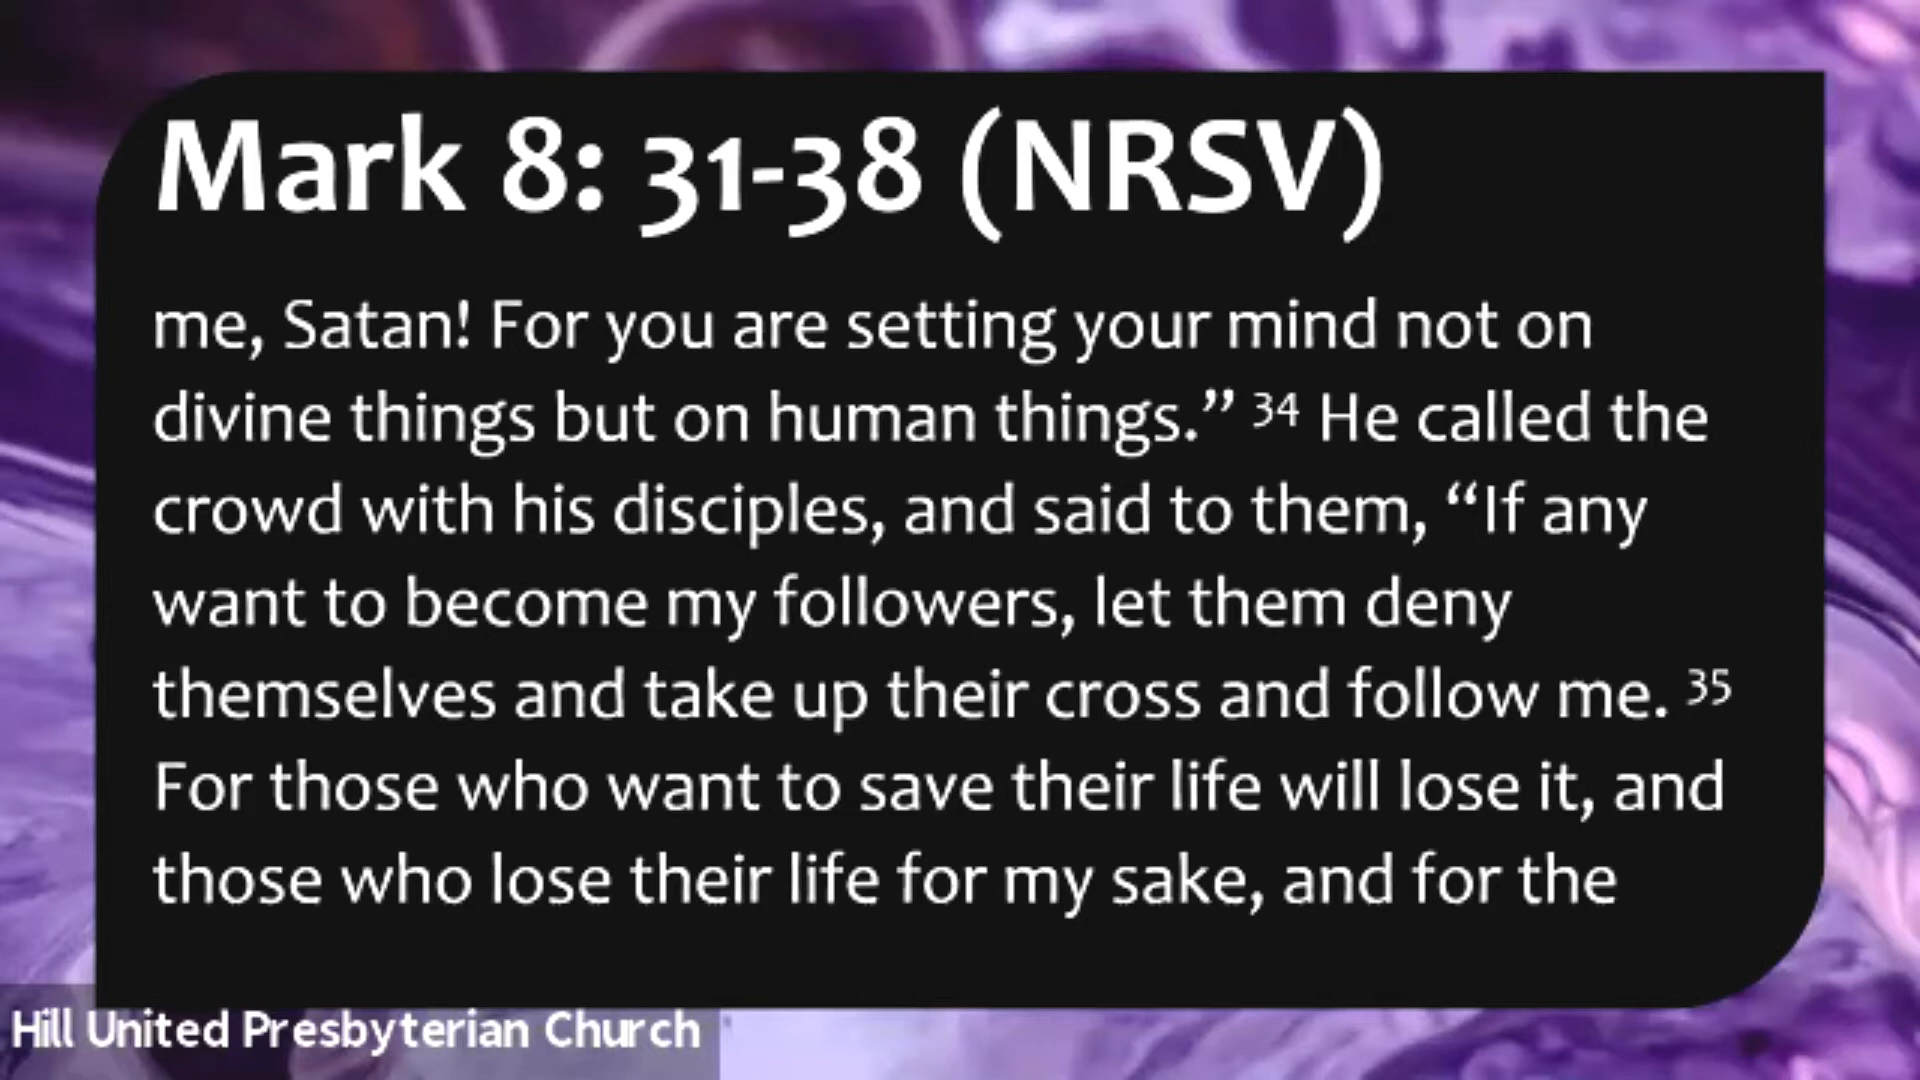 Mark 8: 31-38 (NRSV)
me, Satan! For you are setting your mind not on
divine things but on human things.” 34 He called the
crowd with his disciples, and said to them, “If any
want to become my followers, let them deny
themselves and take up their cross and follow me. 35
For those who want to save their life will lose it, and
those who lose their life for my sake, and for the
Hill United Presbyterian Church